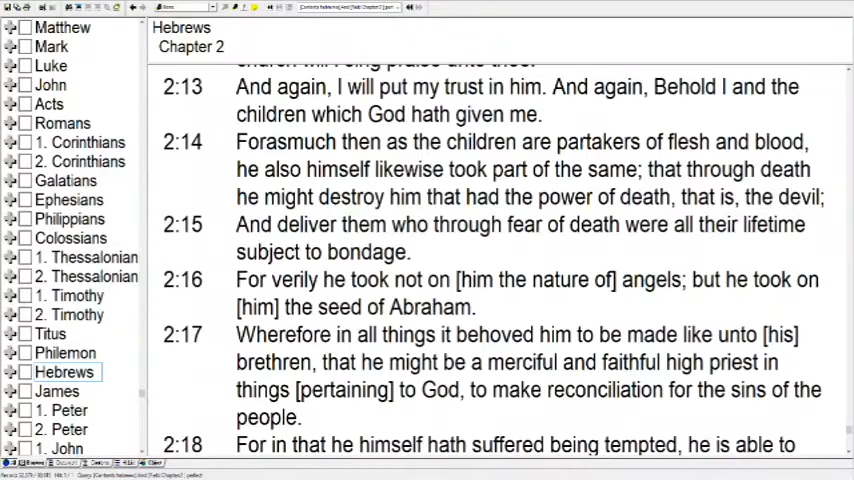 Matthew
Mark
Luke
John
Acts
Romans
1. Corinthians
2. Corinthians
Galatians
Ephesians
Philippians
Colossians
1. Thessalonian
2. Thessalonian
1. Timothy
2. Timothy
Titus
Philemon
Hebrews
James
1. Peter
2. Peter
1. John
Hebrews
Chapter 2
2:13 And again, I will put my trust in him. And again, Behold I and the
children which God hath given me.
2:14 Forasmuch then as the children are partakers of flesh and blood,
he also himself likewise took part of the same; that through death
he might destroy him that had the power of death, that is, the devil;
2:15 And deliver them who through fear of death were all their lifetime
subject to bondage.
2:16 For verily he took not on [him the nature of] angels; but he took on
[him] the seed of Abraham.
2:17 Wherefore in all things it behoved him to be made like unto [his]
brethren, that he might be a merciful and faithful high priest in
things [pertaining] to God, to make reconciliation for the sins of the
people.
2:18 For in that he himself hath suffered being tempted, he is able to